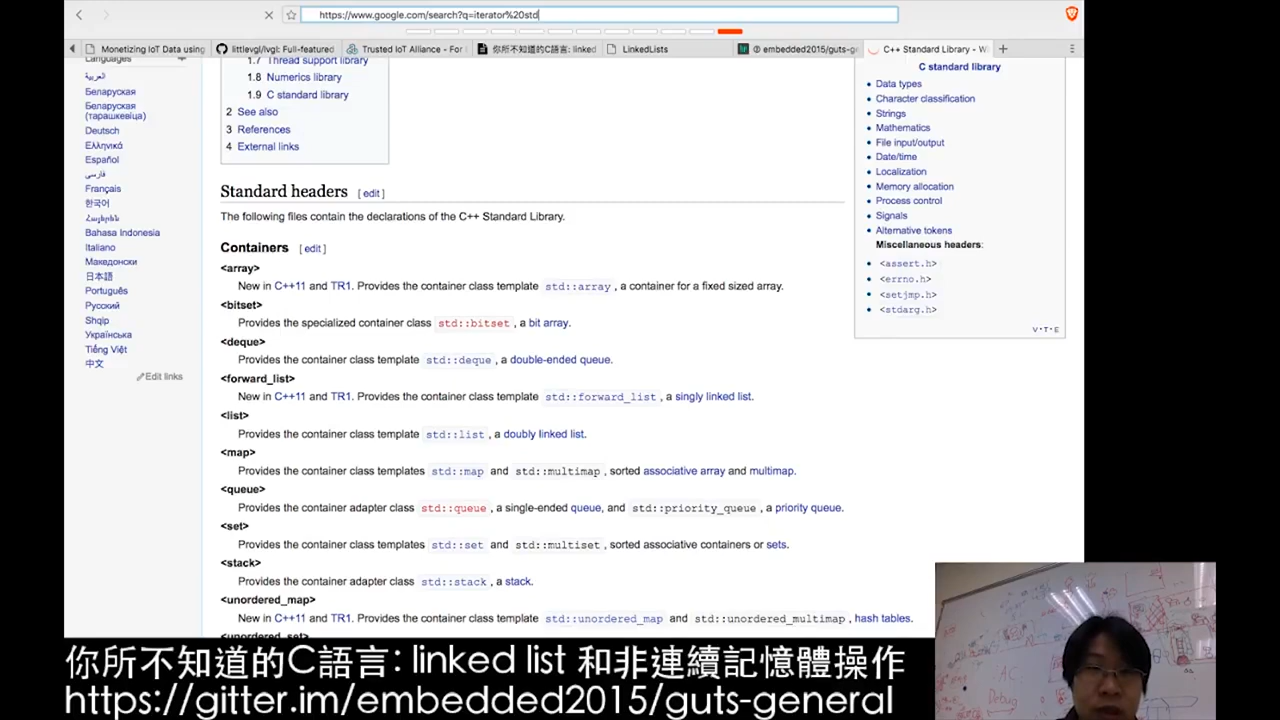 https://www.google.com/search?q=iterator%20std
Monetizing IoT Data using
littlevgl/lvgl: Full-featured
Trusted IoT Alliance - For
你所不知道的C語言: linked
LinkedLists
embedded2015/guts-g
C++ Standard Library - Wi
Languages
العربية
Беларуская
Беларуская
(тарашкевіца)
Deutsch
Ελληνικά
Español
فارسی
Français
한국어
Հայերեն
Bahasa Indonesia
Italiano
Македонски
日本語
Português
Русский
Shqip
Українська
Tiếng Việt
中文
Edit links
1.7 Thread support library
1.8 Numerics library
1.9 C standard library
2 See also
3 References
4 External links
Standard headers [ edit ]
The following files contain the declarations of the C++ Standard Library.
Containers [ edit ]
<array>
New in C++11 and TR1. Provides the container class template std::array , a container for a fixed sized array.
<bitset>
Provides the specialized container class std::bitset , a bit array.
<deque>
Provides the container class template std::deque , a double-ended queue.
<forward_list>
New in C++11 and TR1. Provides the container class template std::forward_list , a singly linked list.
<list>
Provides the container class template std::list , a doubly linked list.
<map>
Provides the container class templates std::map and std::multimap, sorted associative array and multimap.
<queue>
Provides the container adapter class std::queue , a single-ended queue, and std::priority_queue , a priority queue.
<set>
Provides the container class templates std::set and std::multiset , sorted associative containers or sets.
<stack>
Provides the container adapter class std::stack , a stack.
<unordered_map>
New in C++11 and TR1. Provides the container class template std::unordered_map and std::unordered_multimap, hash tables.
<unordered_set>
C standard library
Data types
Character classification
Strings
Mathematics
File input/output
Date/time
Localization
Memory allocation
Process control
Signals
Alternative tokens
Miscellaneous headers:
<assert.h>
<errno.h>
<setjmp.h>
<stdarg.h>
V·T·E
AC
Debug
你所不知道的C語言: linked list 和非連續記憶體操作
https://gitter.im/embedded2015/guts-general